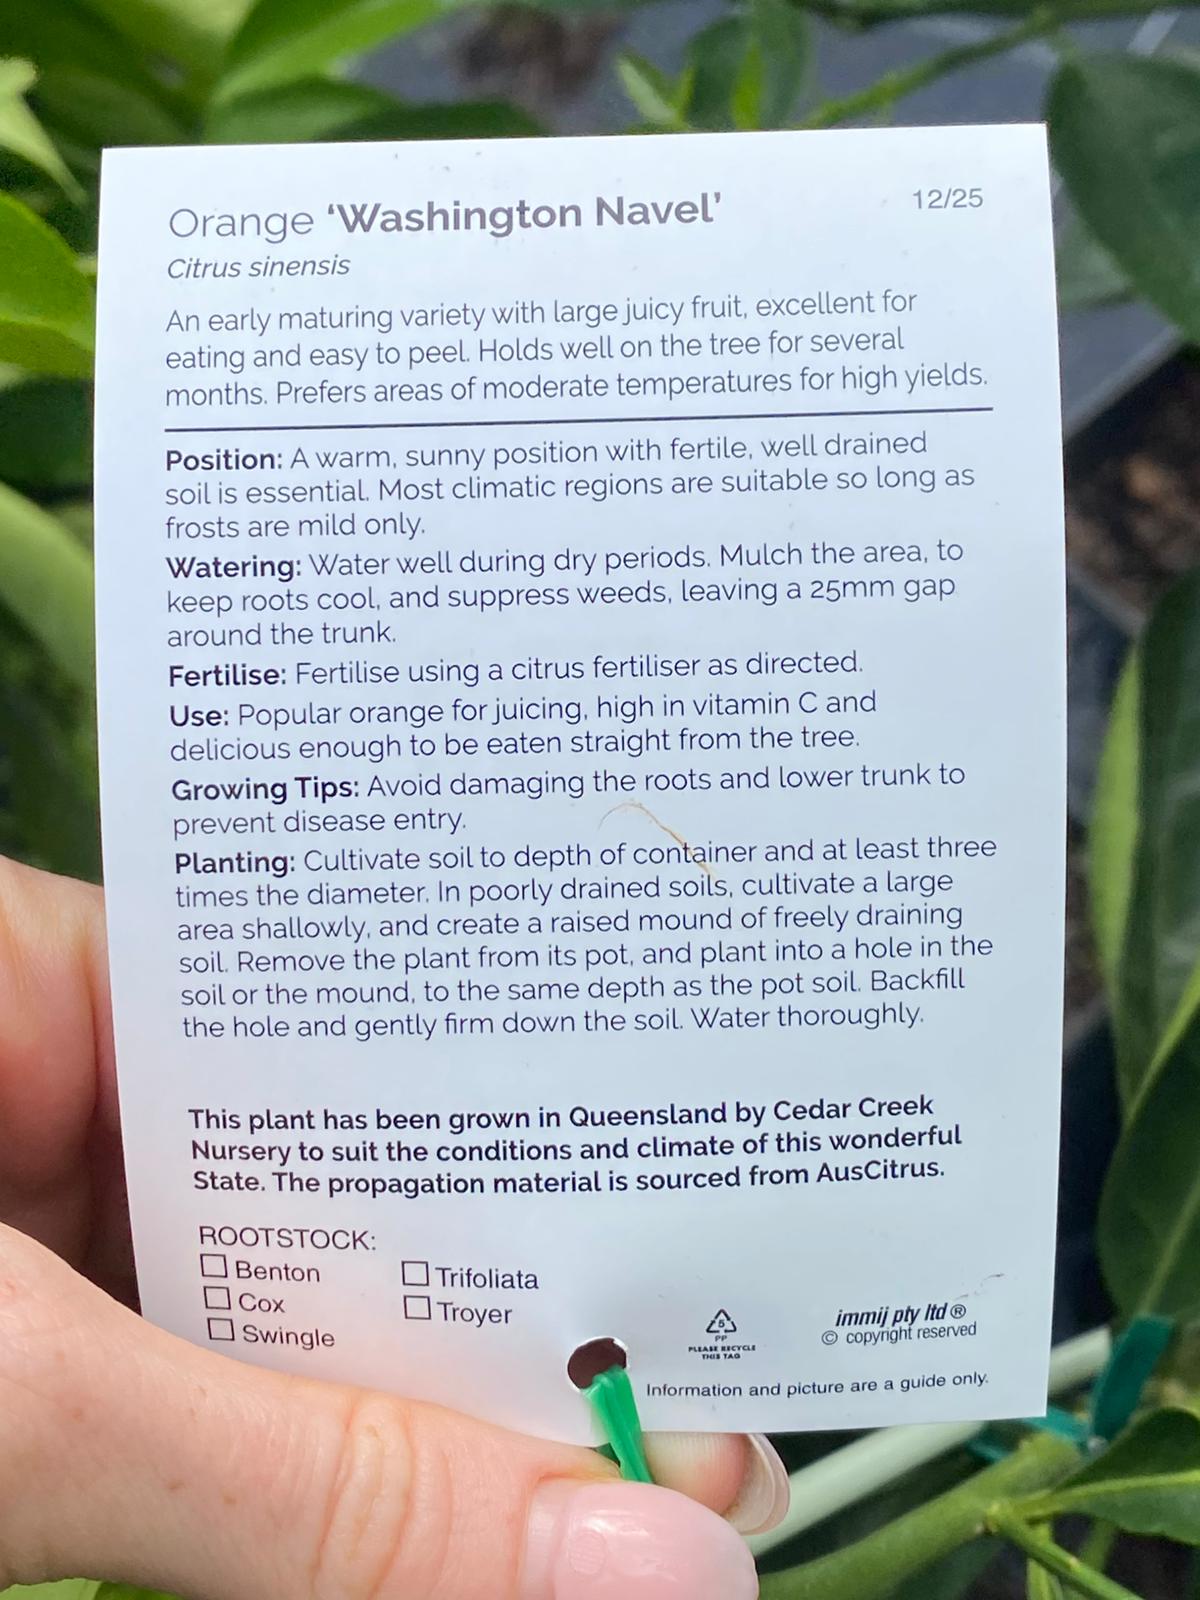 Orange ‘Washington Navel’ 12/25
Citrus sinensis
An early maturing variety with large juicy fruit, excellent for
eating and easy to peel. Holds well on the tree for several
months. Prefers areas of moderate temperatures for high yields.
Position: A warm, sunny position with fertile, well drained
soil is essential. Most climatic regions are suitable so long as
frosts are mild only.
Watering: Water well during dry periods. Mulch the area, to
keep roots cool, and suppress weeds, leaving a 25mm gap
around the trunk.
Fertilise: Fertilise using a citrus fertiliser as directed.
Use: Popular orange for juicing, high in vitamin C and
delicious enough to be eaten straight from the tree.
Growing Tips: Avoid damaging the roots and lower trunk to
prevent disease entry.
Planting: Cultivate soil to depth of container and at least three
times the diameter. In poorly drained soils, cultivate a large
area shallowly, and create a raised mound of freely draining
soil. Remove the plant from its pot, and plant into a hole in the
soil or the mound, to the same depth as the pot soil. Backfill
the hole and gently firm down the soil. Water thoroughly.
This plant has been grown in Queensland by Cedar Creek
Nursery to suit the conditions and climate of this wonderful
State. The propagation material is sourced from AusCitrus.
ROOTSTOCK:
Benton Trifoliata
Cox Troyer
Swingle
5
PP
PLEASE RECYCLE
THIS TAG
immij pty ltd ®
© copyright reserved
Information and picture are a guide only.